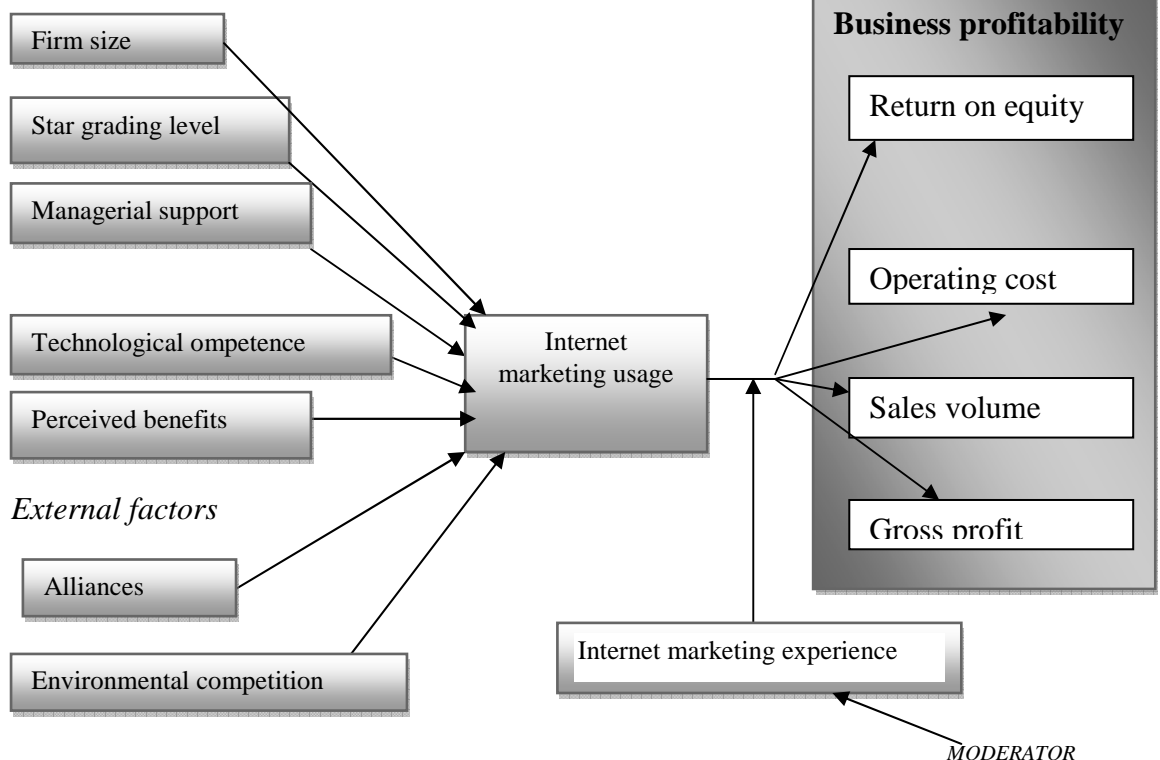 Firm size
Star grading level
Managerial support
Technological ompetence
Perceived benefits
External factors
Alliances
Environmental competition
Internet
marketing usage
Business profitability
Return on equity
Operating cost
Sales volume
Gross profit
Internet marketing experience
MODERATOR